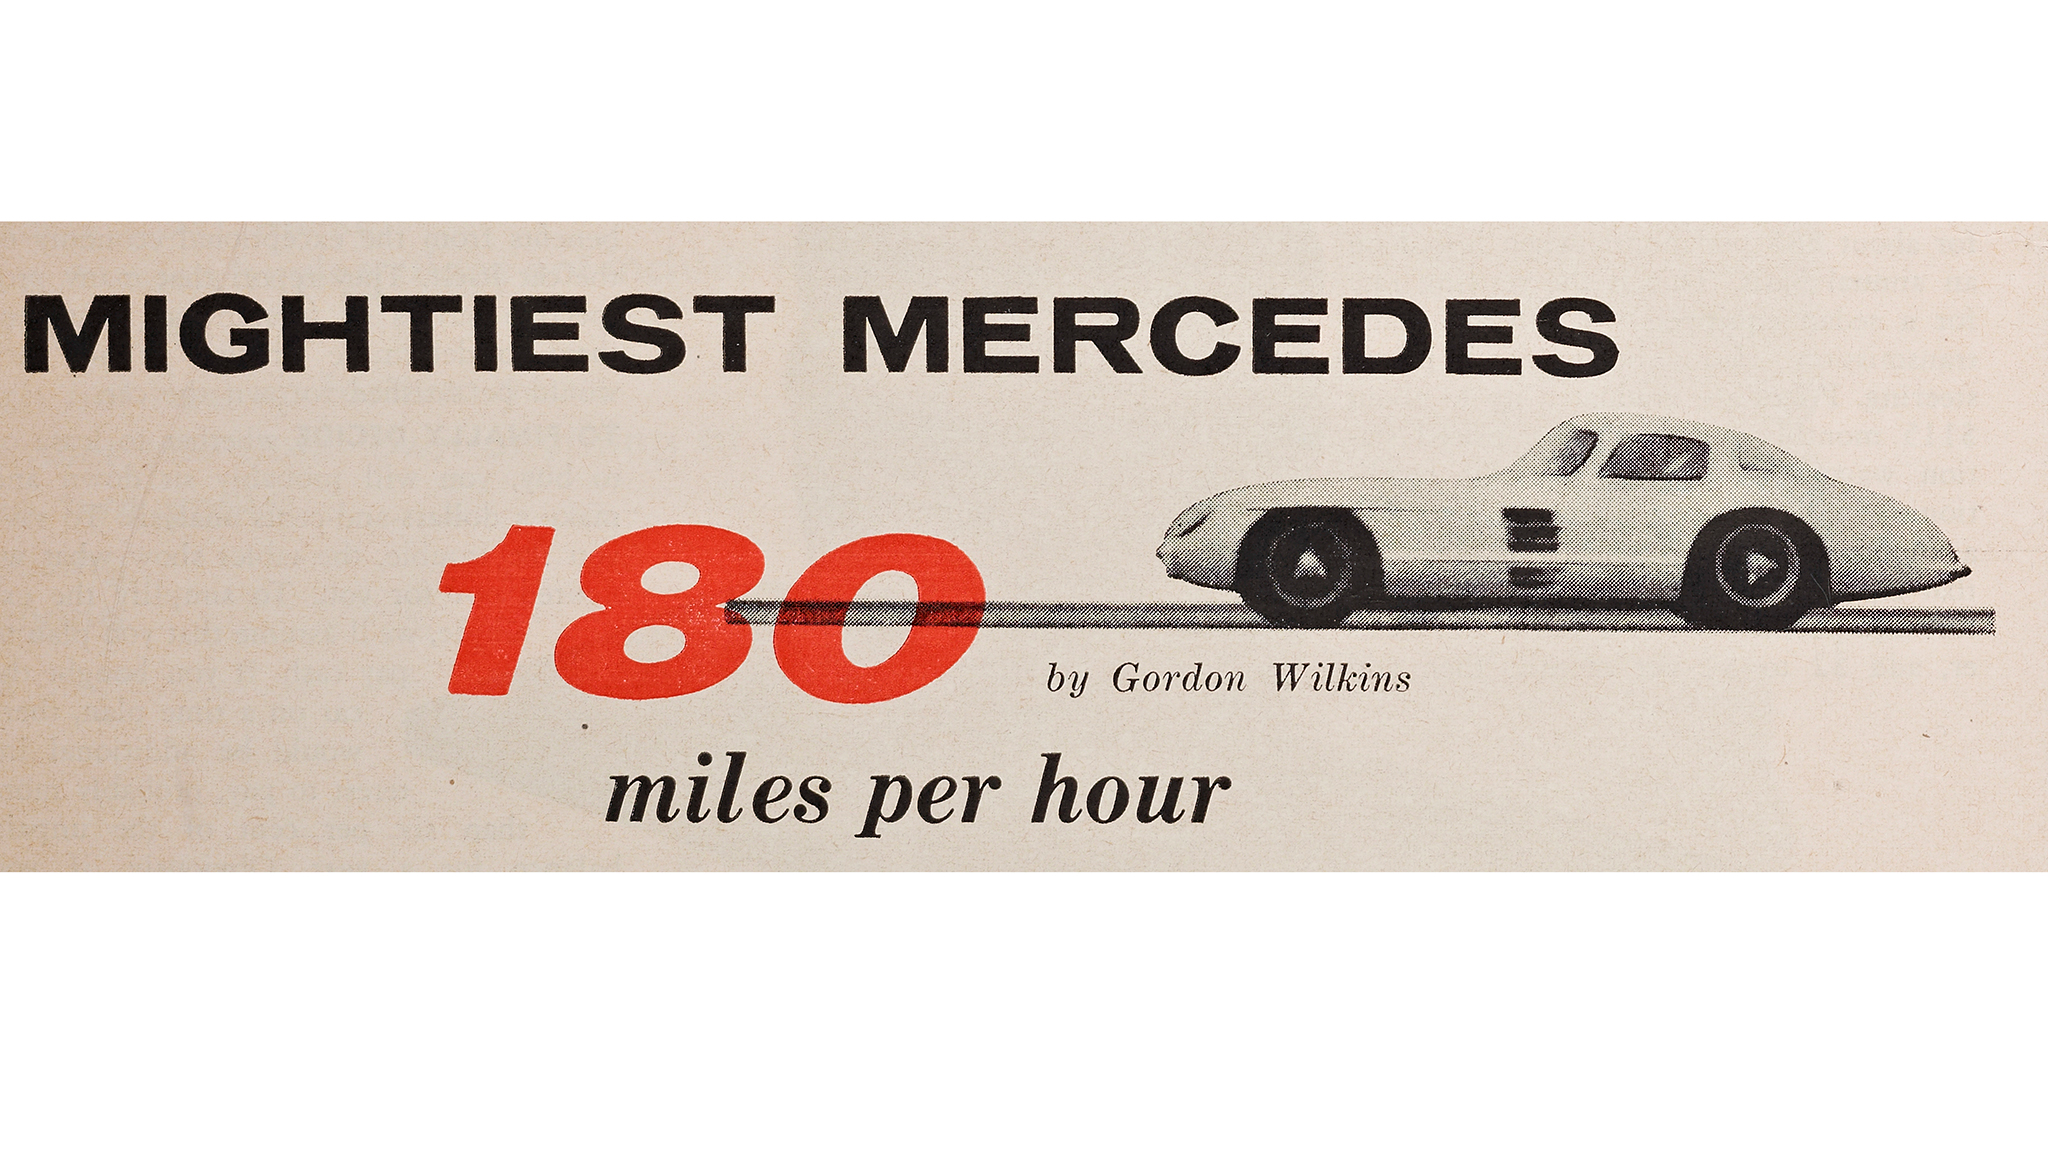 MIGHTIEST MERCEDES
180
by Gordon Wilkins
miles per hour